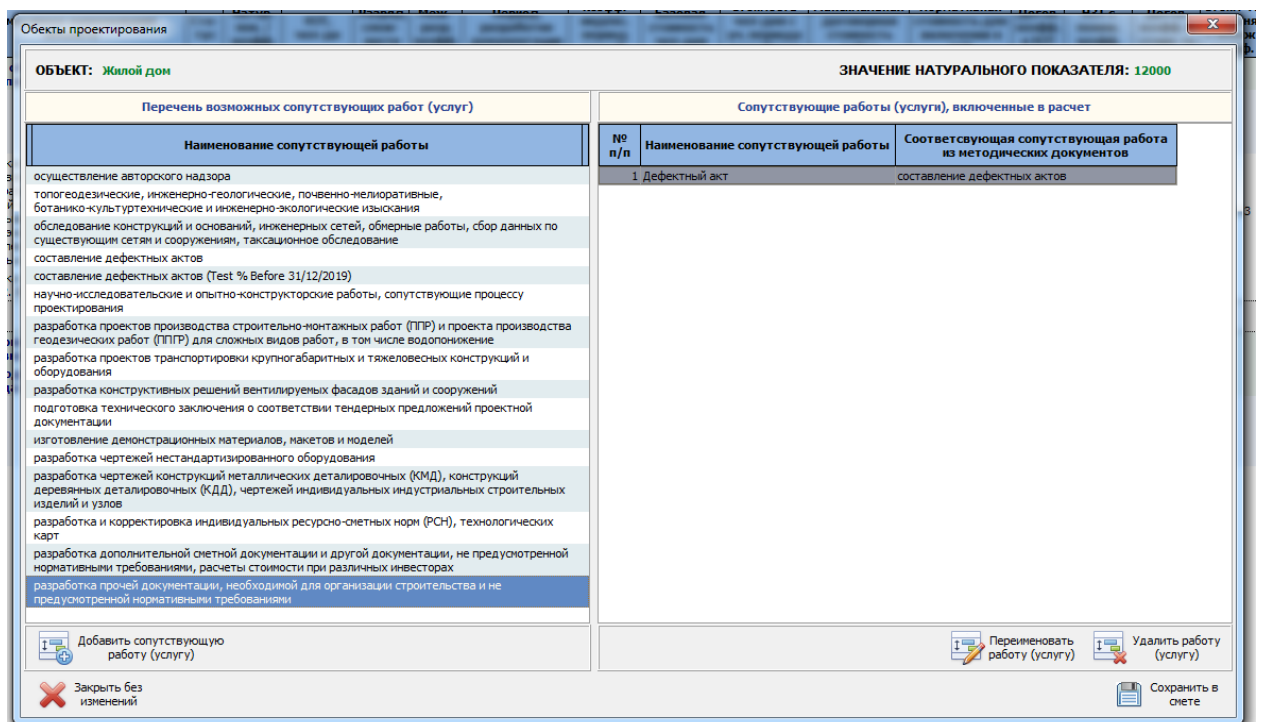 Обекты проектирования
ОБЪЕКТ: Жилой дом
ЗНАЧЕНИЕ НАТУРАЛЬНОГО ПОКАЗАТЕЛЯ: 12000
Перечень возможных сопутствующих работ (услуг)
Наименование сопутствующей работы
осуществление авторского надзора
топогеодезические, инженерно-геологические, почвенно-мелиоративные,
ботанико-культуртехнические и инженерно-экологические изыскания
обследование конструкций и оснований, инженерных сетей, обмерные работы, сбор данных по
существующим сетям и сооружениям, таксационное обследование
составление дефектных актов
составление дефектных актов (Test % Before 31/12/2019)
научно-исследовательские и опытно-конструкторские работы, сопутствующие процессу
проектирования
разработка проектов производства строительно-монтажных работ (ППР) и проекта производства
геодезических работ (ППГР) для сложных видов работ, в том числе водопонижение
разработка проектов транспортировки крупногабаритных и тяжеловесных конструкций и
оборудования
разработка конструктивных решений вентилируемых фасадов зданий и сооружений
подготовка технического заключения о соответствии тендерных предложений проектной
документации
изготовление демонстрационных материалов, макетов и моделей
разработка чертежей нестандартизированного оборудования
разработка чертежей конструкций металлических деталировочных (КМД), конструкций
деревянных деталировочных (КДД), чертежей индивидуальных индустриальных строительных
изделий и узлов
разработка и корректировка индивидуальных ресурсно-сметных норм (РСН), технологических
карт
разработка дополнительной сметной документации и другой документации, не предусмотренной
нормативными требованиями, расчеты стоимости при различных инвесторах
разработка прочей документации, необходимой для организации строительства и не
предусмотренной нормативными требованиями
Сопутствующие работы (услуги), включенные в расчет
№
п/п
Наименование сопутствующей работы
Соответсвующая сопутствующая работа
из методических документов
1 Дефектный акт составление дефектных актов
Добавить сопутствующую
работу (услугу)
Переименовать
работу (услугу)
Удалить работу
(услугу)
Закрыть без
изменений
Сохранить в
смете